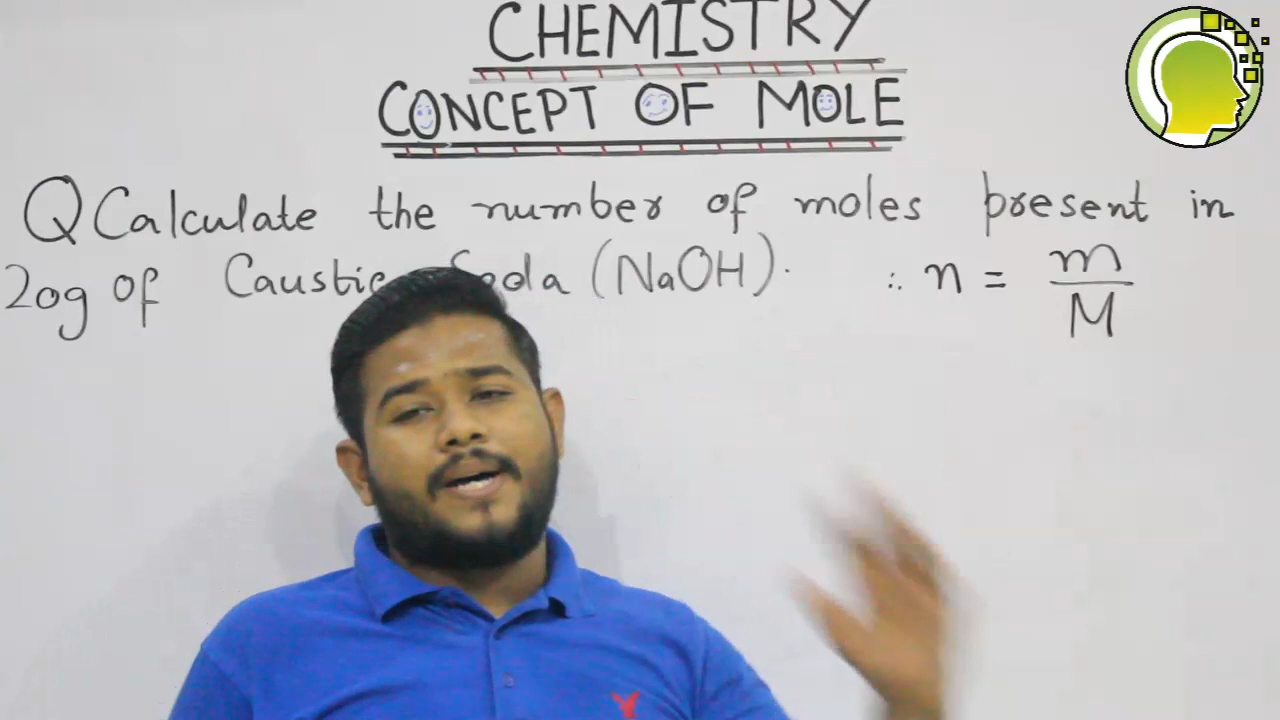 CHEMISTRY
CONCEPT OF MOLE
Q Calculate the number of moles present in
20g of Caustic Soda (NaOH). ∴ n = m/M